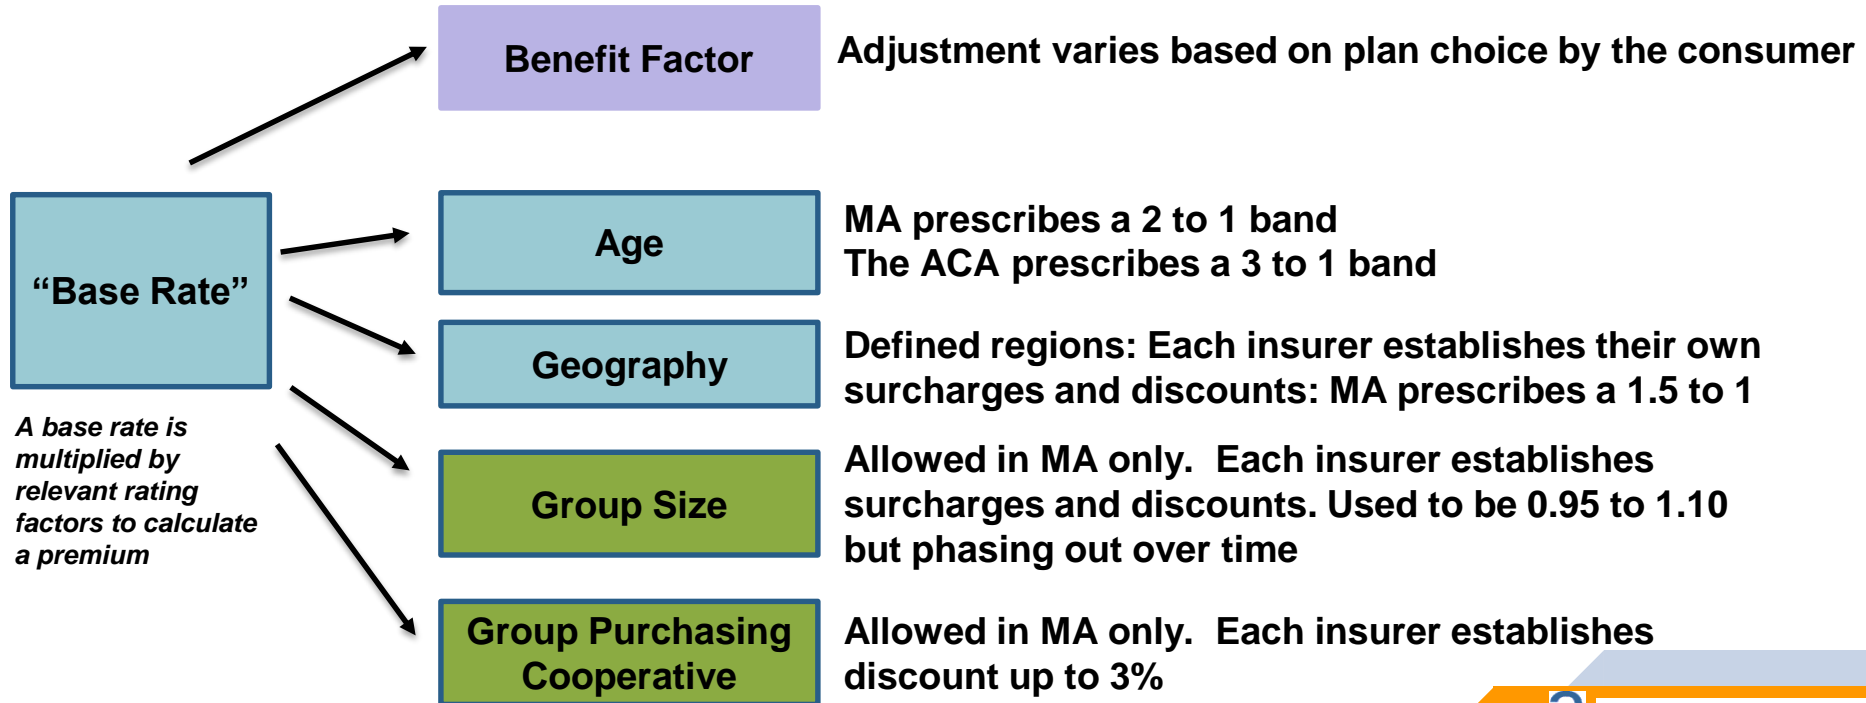 Benefit Factor
Adjustment varies based on plan choice by the consumer
“Base Rate”
A base rate is
multiplied by
relevant rating
factors to calculate
a premium
Age
MA prescribes a 2 to 1 band
The ACA prescribes a 3 to 1 band
Geography
Defined regions: Each insurer establishes their own
surcharges and discounts: MA prescribes a 1.5 to 1
Group Size
Allowed in MA only.  Each insurer establishes
surcharges and discounts. Used to be 0.95 to 1.10
but phasing out over time
Group Purchasing
Cooperative
Allowed in MA only.  Each insurer establishes
discount up to 3%